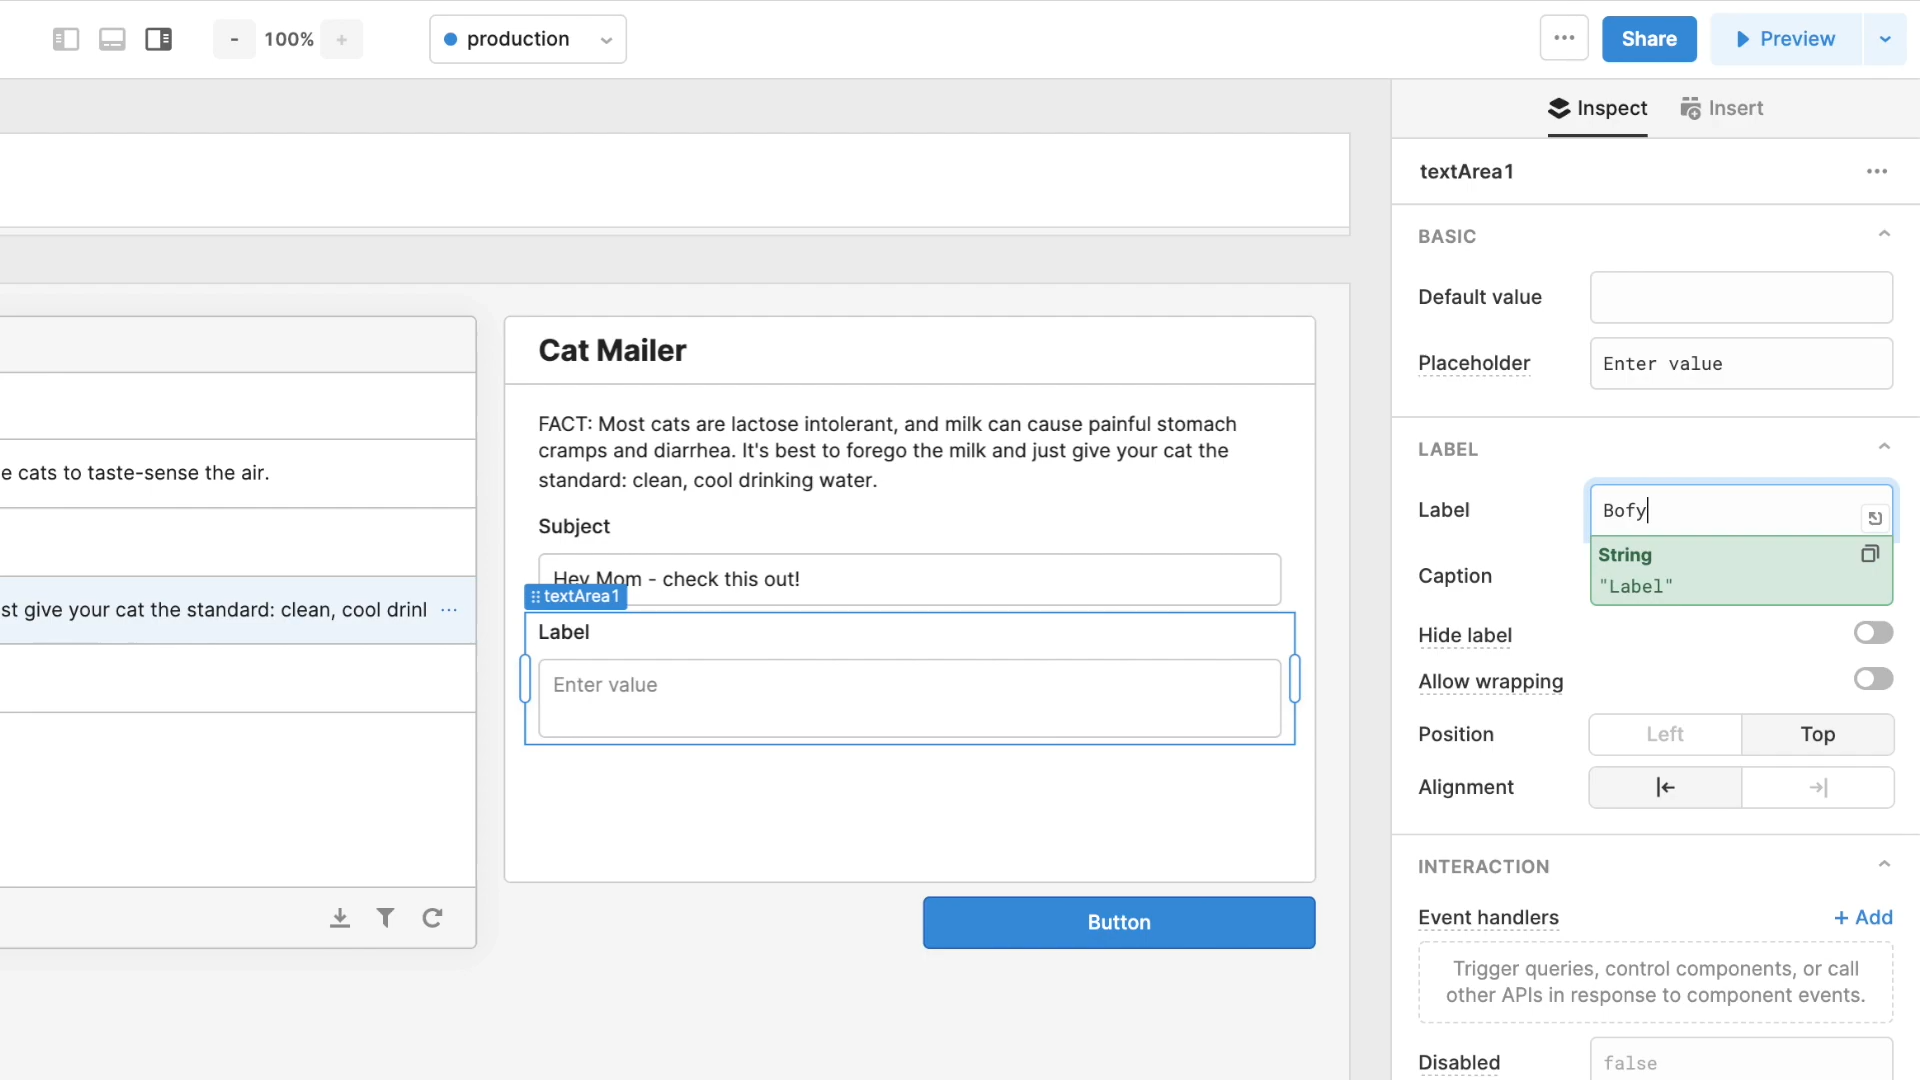 - 100% +
production
Share
Preview
Inspect
Insert
textArea1
BASIC
Default value
Placeholder
Enter value
LABEL
Label
Bofy
String
"Label"
Caption
Hide label
Allow wrapping
Position
Left
Top
Alignment
INTERACTION
Event handlers
+ Add
Trigger queries, control components, or call
other APIs in response to component events.
Disabled
false
e cats to taste-sense the air.
st give your cat the standard: clean, cool drinl
Cat Mailer
FACT: Most cats are lactose intolerant, and milk can cause painful stomach
cramps and diarrhea. It's best to forego the milk and just give your cat the
standard: clean, cool drinking water.
Subject
Hey Mom - check this out!
textArea1
Label
Enter value
Button